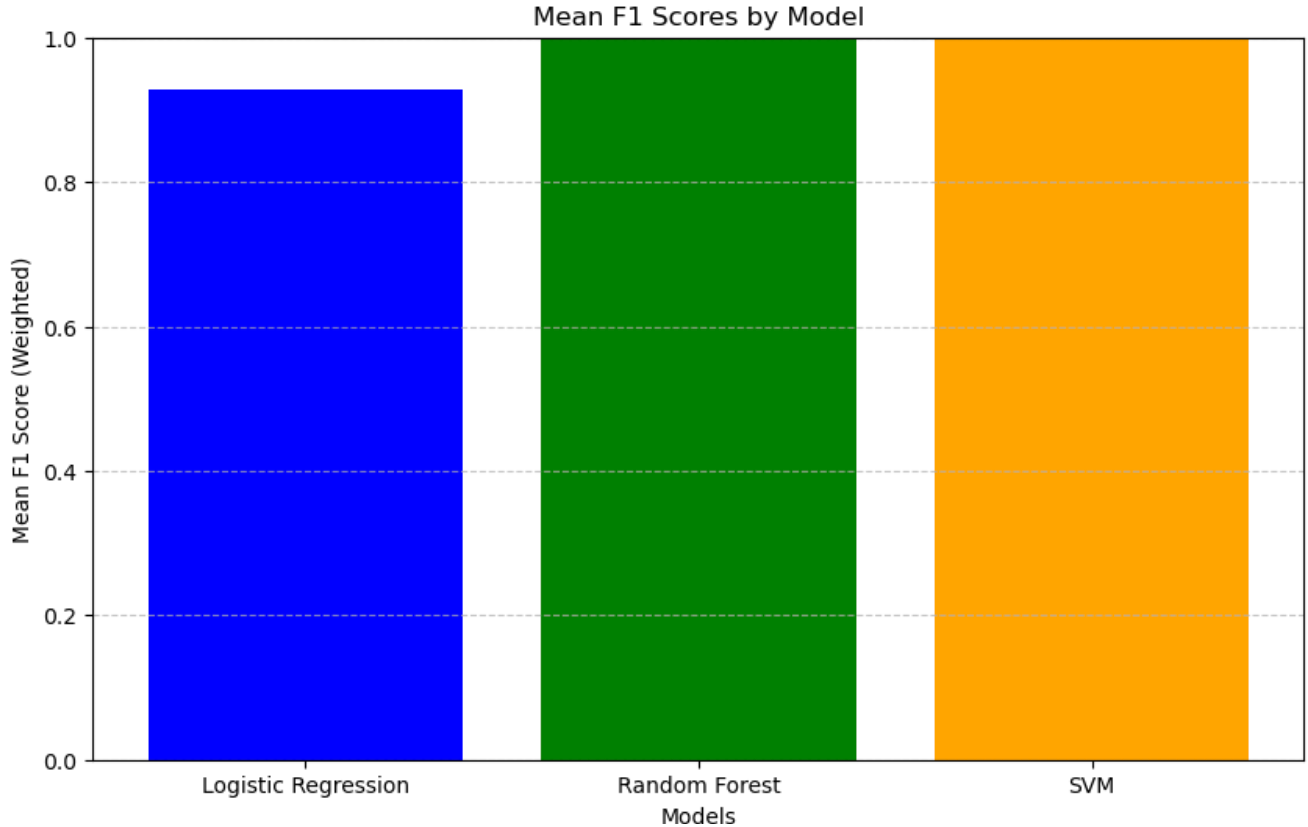 Mean F1 Scores by Model
Mean F1 Score (Weighted)
1.0
0.8
0.6
0.4
0.2
0.0
Logistic Regression
Random Forest
SVM
Models